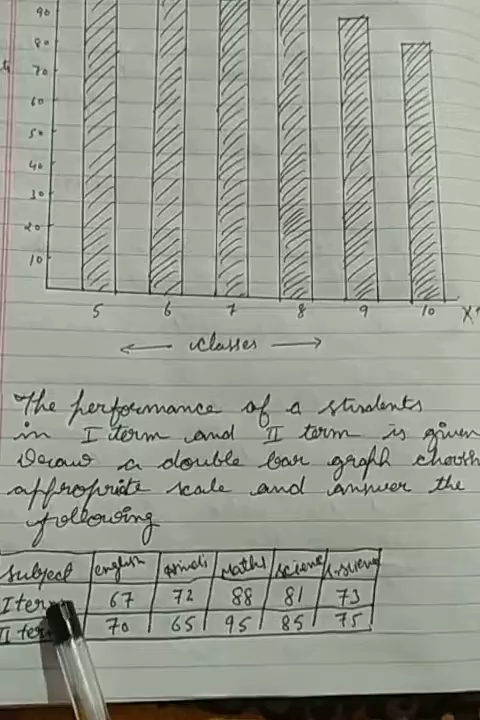 90
80
70
60
50
40
30
20
10
5 6 7 8 9 10
← Classes →
The performance of a students
in I term and II term is given
Draw a double bar graph
appropriate scale and answer the
following
Subject English Hindi Maths Science S.Science
I term 67 72 88 81 73
II 70 65 95 85 75